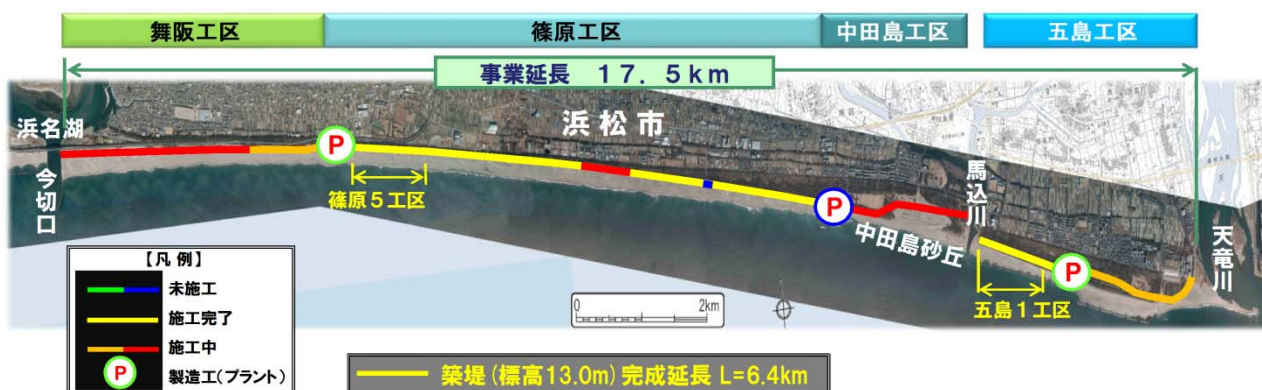 舞阪工区 篠原工区 中田島工区 五島工区
事業延長 17.5km
浜名湖
今切口
浜松市
篠原5工区
P
P
中田島砂丘
馬込川
五島1工区
P
天竜川
【凡例】
未施工
施工完了
施工中
P 製造工(プラント)
0 2km
築堤(標高13.0m)完成延長 L=6.4km